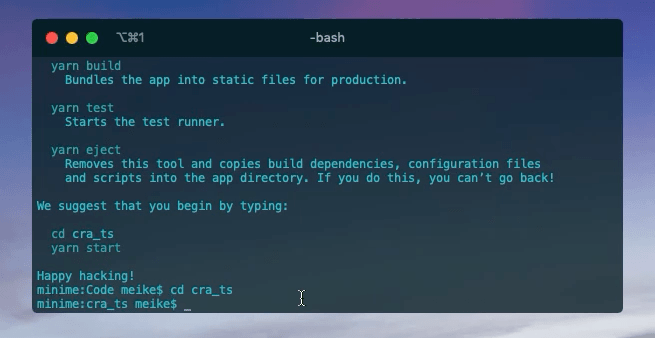 ⌥⌘1
-bash
yarn build
Bundles the app into static files for production.
yarn test
Starts the test runner.
yarn eject
Removes this tool and copies build dependencies, configuration files
and scripts into the app directory. If you do this, you can’t go back!
We suggest that you begin by typing:
cd cra_ts
yarn start
Happy hacking!
minime:Code meike$ cd cra_ts
minime:cra_ts meike$ _